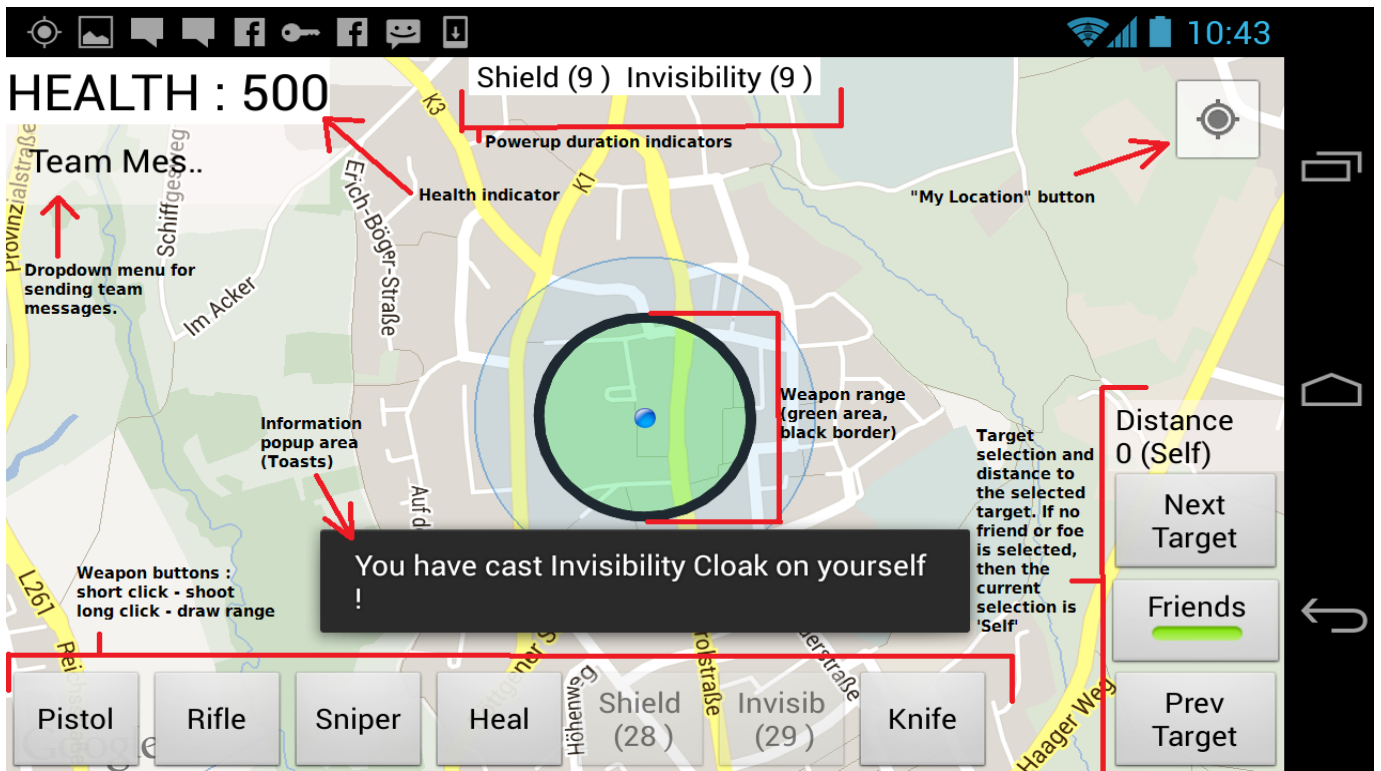 10:43
HEALTH : 500
Shield (9 ) Invisibility (9 )
Powerup duration indicators
Team Mes..
Health indicator
"My Location" button
Dropdown menu for
sending team
messages.
Provinzialstraße
Schiffgesweg
Im Acker
Erich-Böger-Straße
K3
K1
Weapon range
(green area,
black border)
Information
popup area
(Toasts)
Auf de
Target
selection and
distance to
the selected
target. If no
friend or foe
is selected,
then the
current
selection is
'Self'
Distance
0 (Self)
Next
Target
Friends
Prev
Target
You have cast Invisibility Cloak on yourself
!
Weapon buttons :
short click - shoot
long click - draw range
L261
Höhenweg
rolstraße
erstraße
Haager Weg
Pistol
Rifle
Sniper
Heal
Shield
(28 )
Invisib
(29 )
Knife
Google